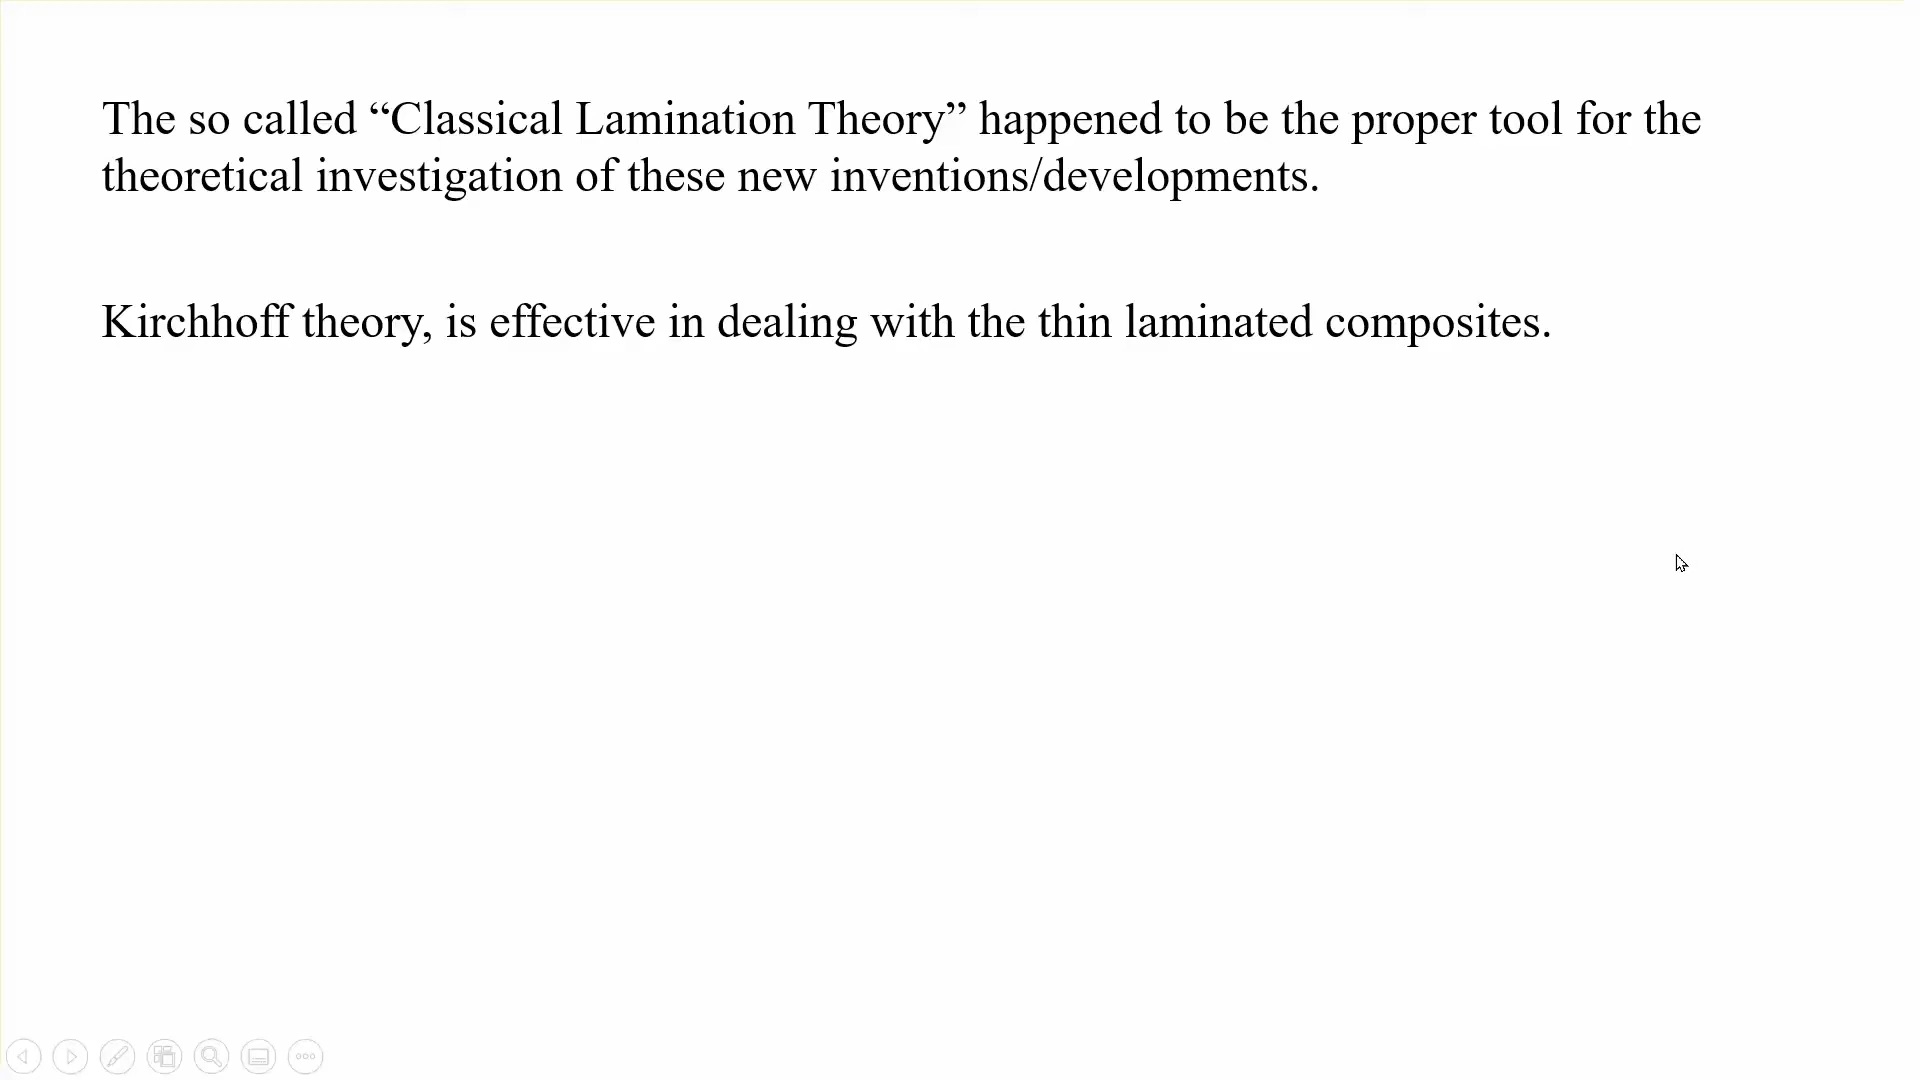 The so called “Classical Lamination Theory” happened to be the proper tool for the
theoretical investigation of these new inventions/developments.
Kirchhoff theory, is effective in dealing with the thin laminated composites.